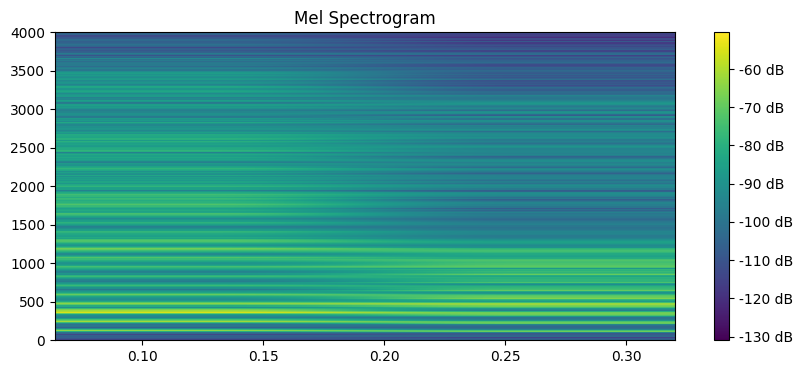 Mel Spectrogram
4000
3500
3000
2500
2000
1500
1000
500
0
0.10 0.15 0.20 0.25 0.30
-60 dB
-70 dB
-80 dB
-90 dB
-100 dB
-110 dB
-120 dB
-130 dB